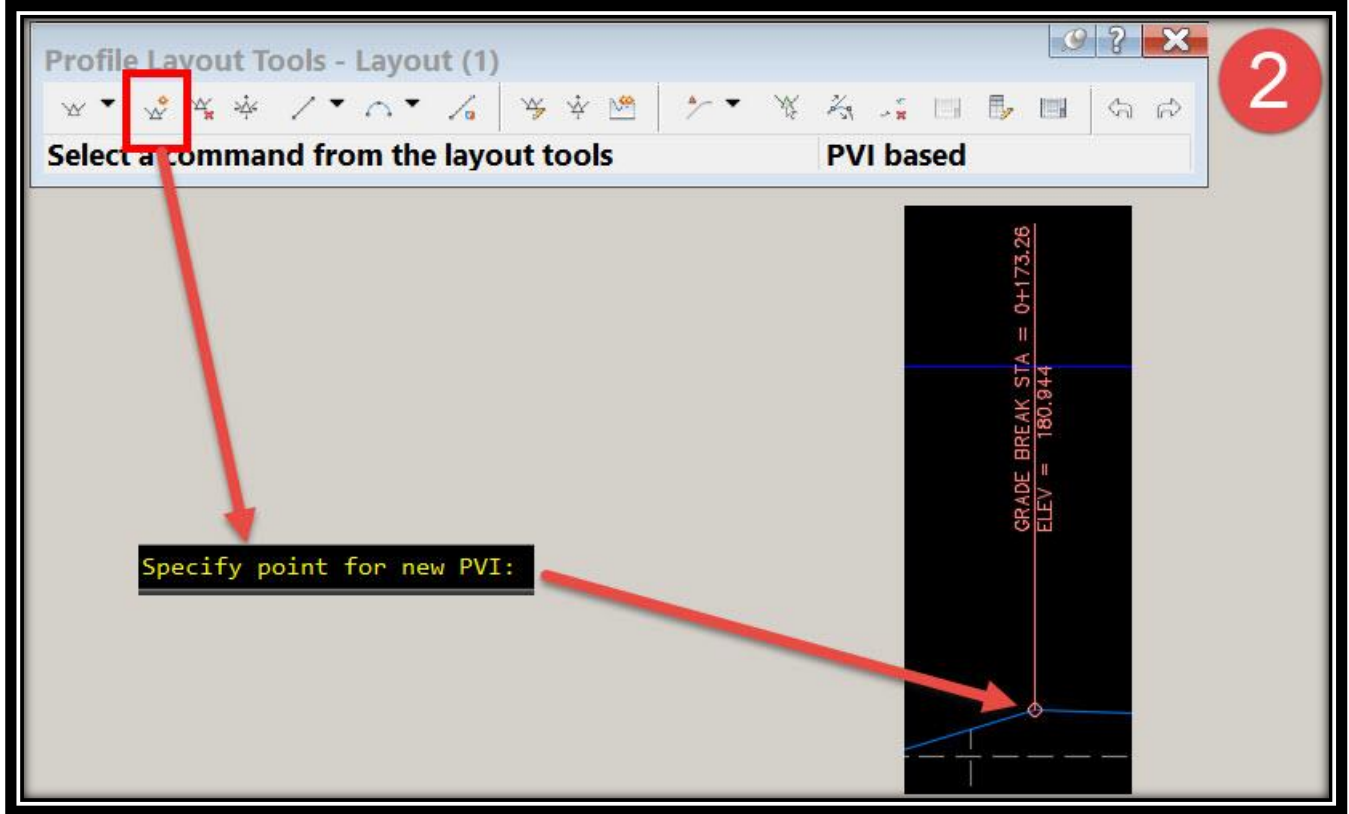 Profile Layout Tools - Layout (1)
?
2
Select a command from the layout tools
PVI based
GRADE BREAK STA = 0+173.26
ELEV = 180.944
Specify point for new PVI: